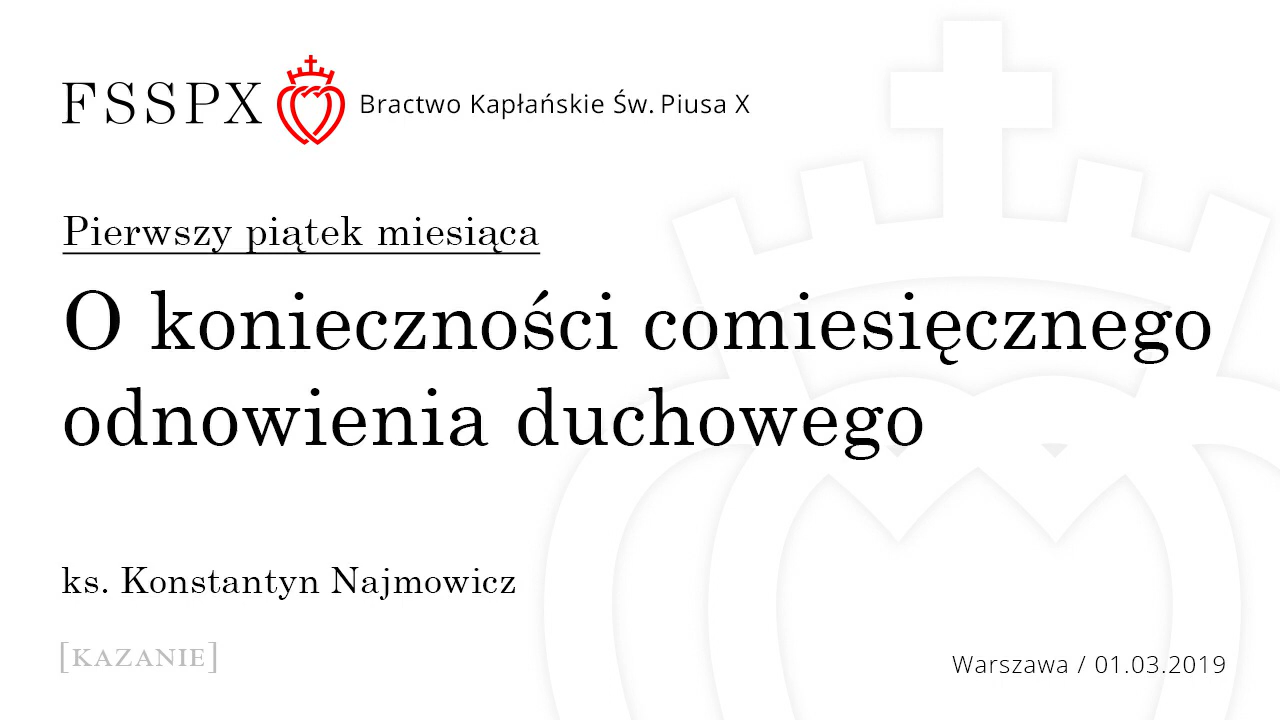 FSSPX Bractwo Kapłańskie Św. Piusa X
Pierwszy piątek miesiąca
O konieczności comiesięcznego
odnowienia duchowego
ks. Konstantyn Najmowicz
[KAZANIE]
Warszawa / 01.03.2019